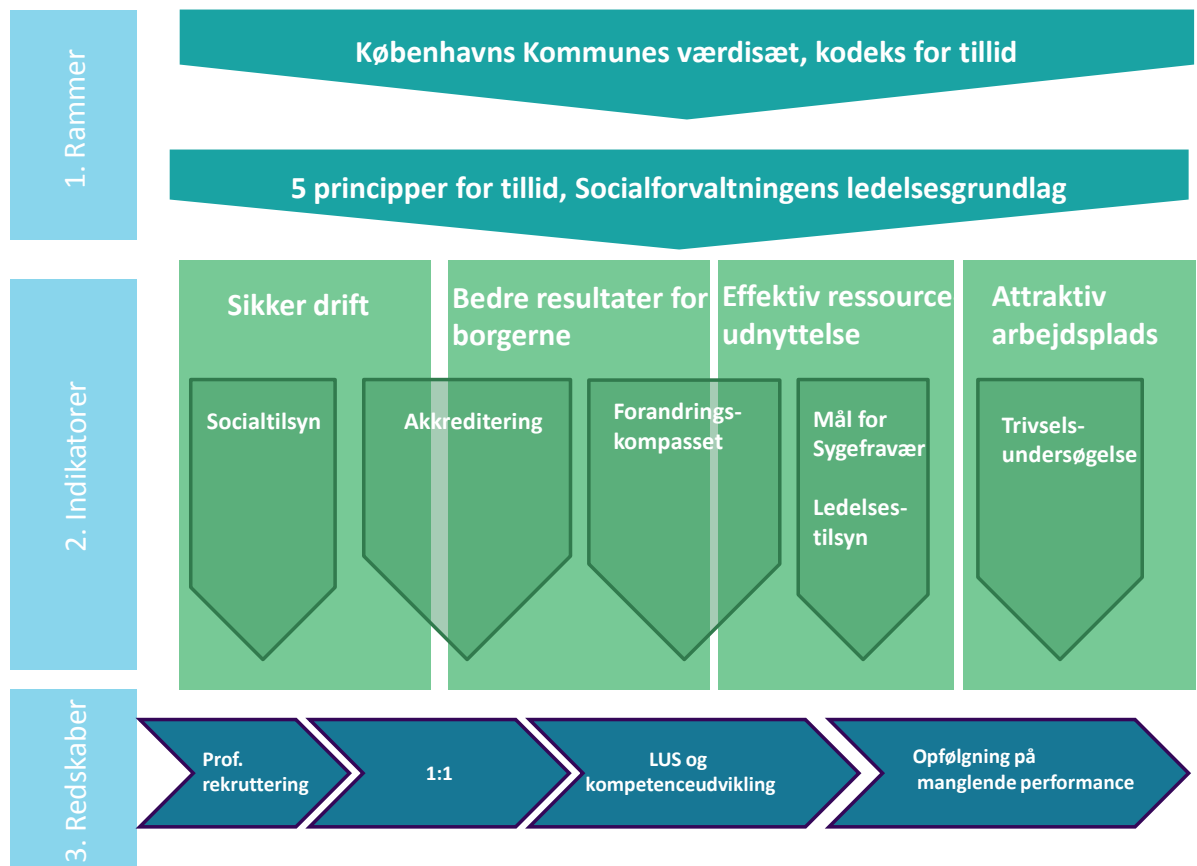 1. Rammer
Københavns Kommunes værdisæt, kodeks for tillid
5 principper for tillid, Socialforvaltningens ledelsesgrundlag
2. Indikatorer
Sikker drift
Bedre resultater for
borgerne
Effektiv ressource
udnyttelse
Attraktiv
arbejdsplads
Socialtilsyn
Akkreditering
Forandrings-
kompasset
Mål for
Sygefravær
Ledelses-
tilsyn
Trivsels-
undersøgelse
3. Redskaber
Prof.
rekruttering
1:1
LUS og
kompetenceudvikling
Opfølgning på
manglende performance